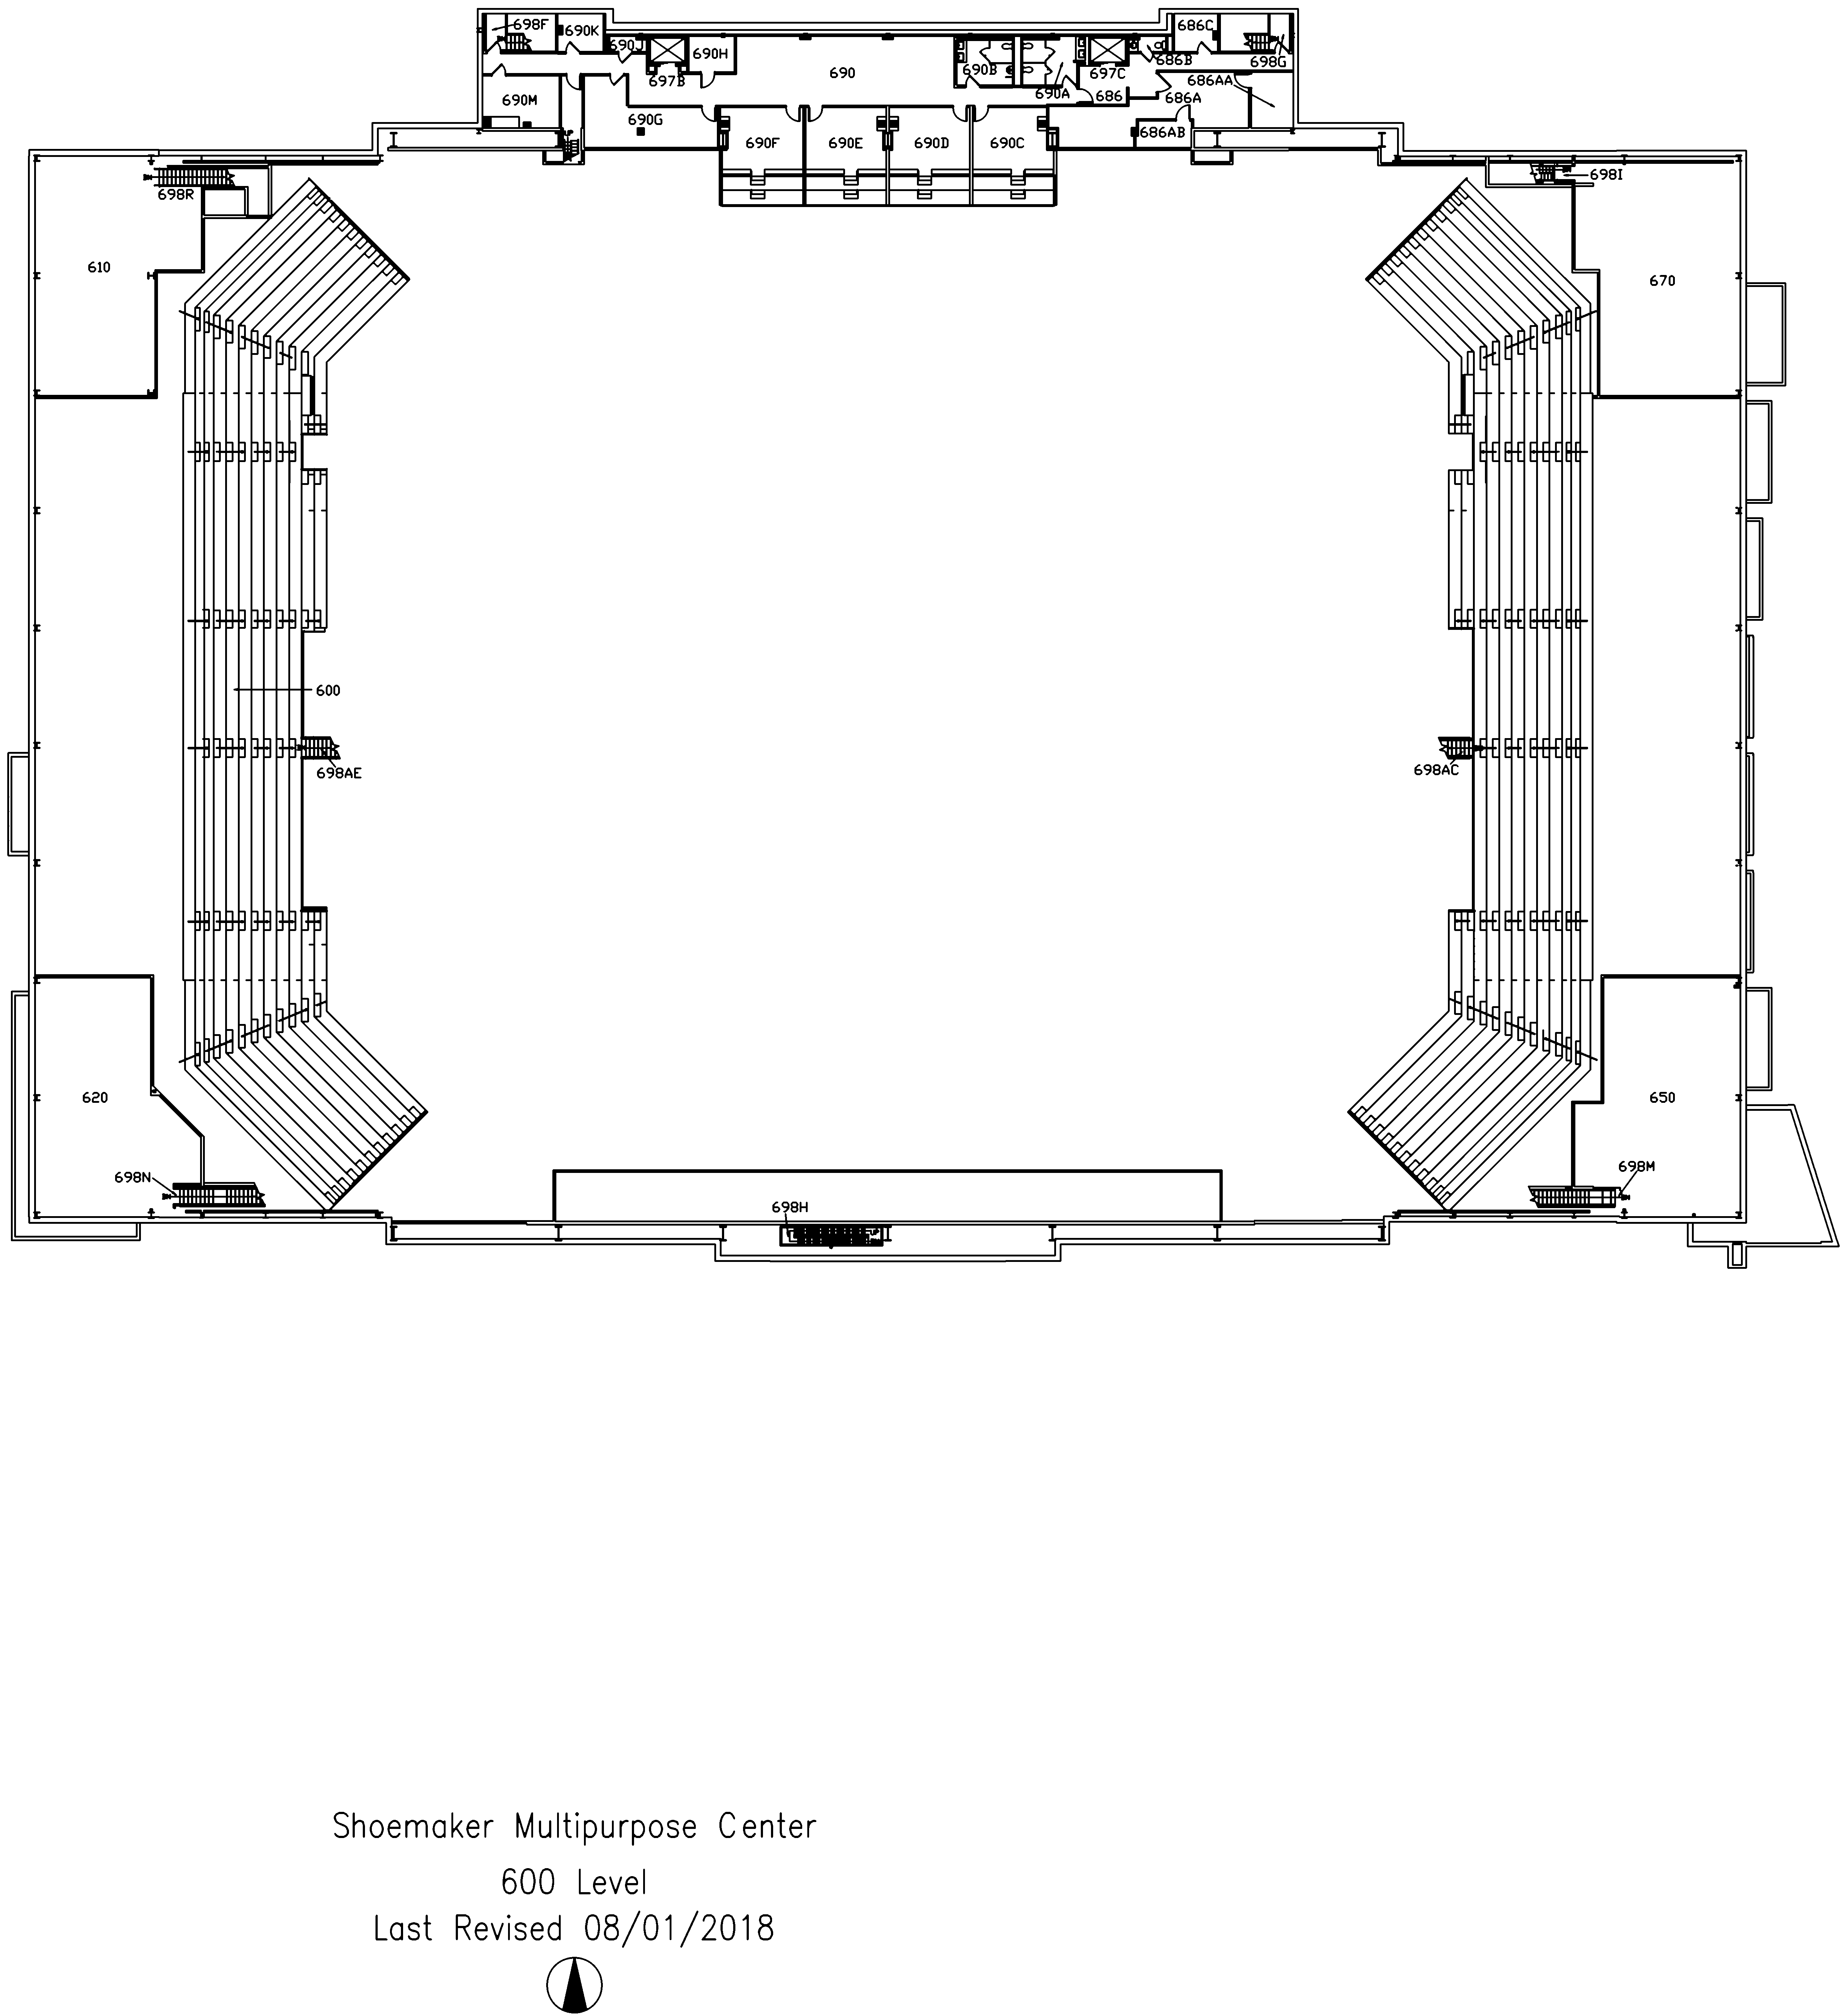 698F
690K
686C
690J
690H
690
690B
697B
697C
686B
698G
690A
686
686AA
686A
690M
690G
UP
686AB
690F
690E
690D
690C
698R
698I
610
670
600
698AE
698AC
620
650
698N
698M
698H
Shoemaker Multipurpose Center
600 Level
Last Revised 08/01/2018